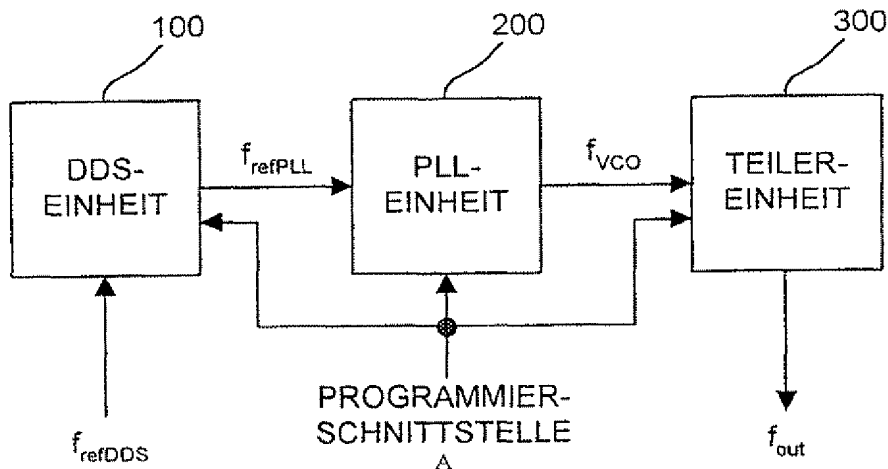 100
200
300
DDS-
EINHEIT
f_refPLL
PLL-
EINHEIT
f_VCO
TEILER-
EINHEIT
PROGRAMMIER-
SCHNITTSTELLE
f_refDDS
f_out